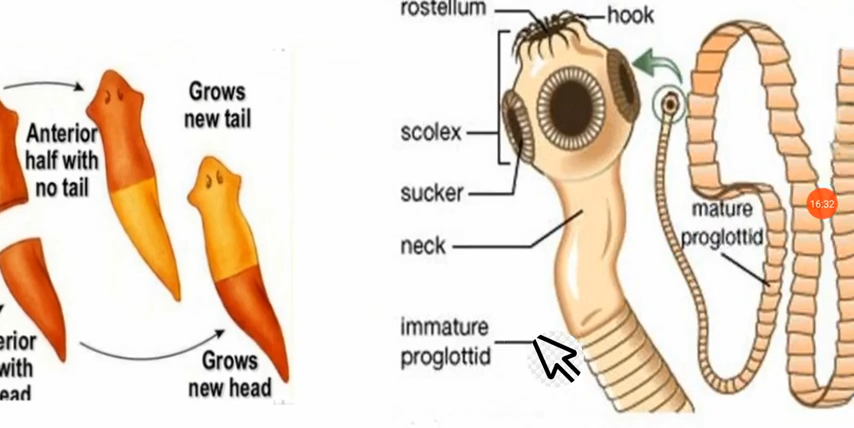 Anterior
half with
no tail
Grows
new tail
erior
with
ead
Grows
new head
rostellum
hook
scolex
sucker
neck
immature
proglottid
mature
proglottid
16:32